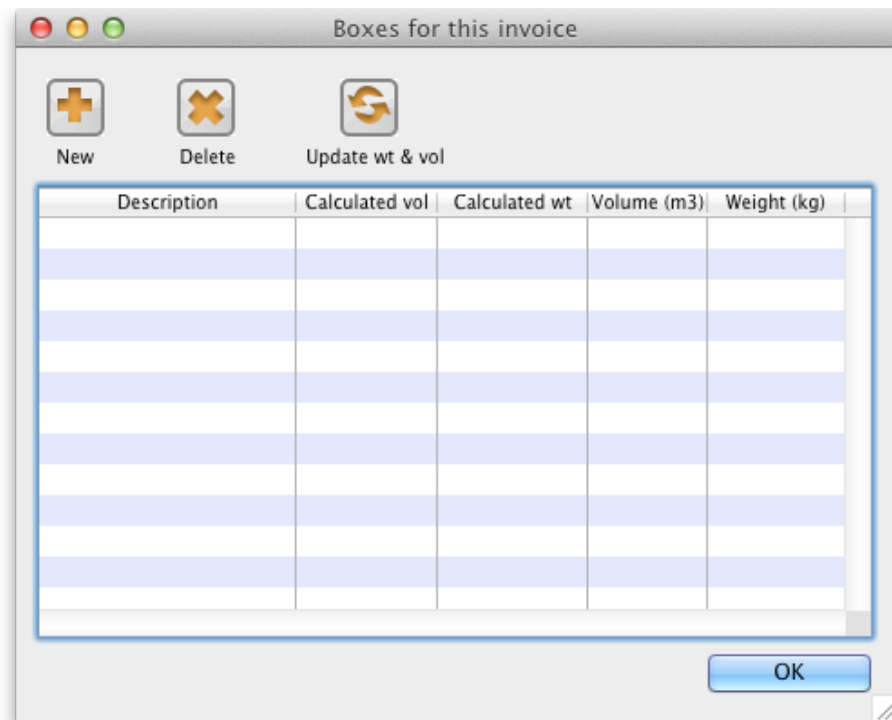 Boxes for this invoice
New Delete Update wt & vol
Description Calculated vol Calculated wt Volume (m3) Weight (kg)
OK